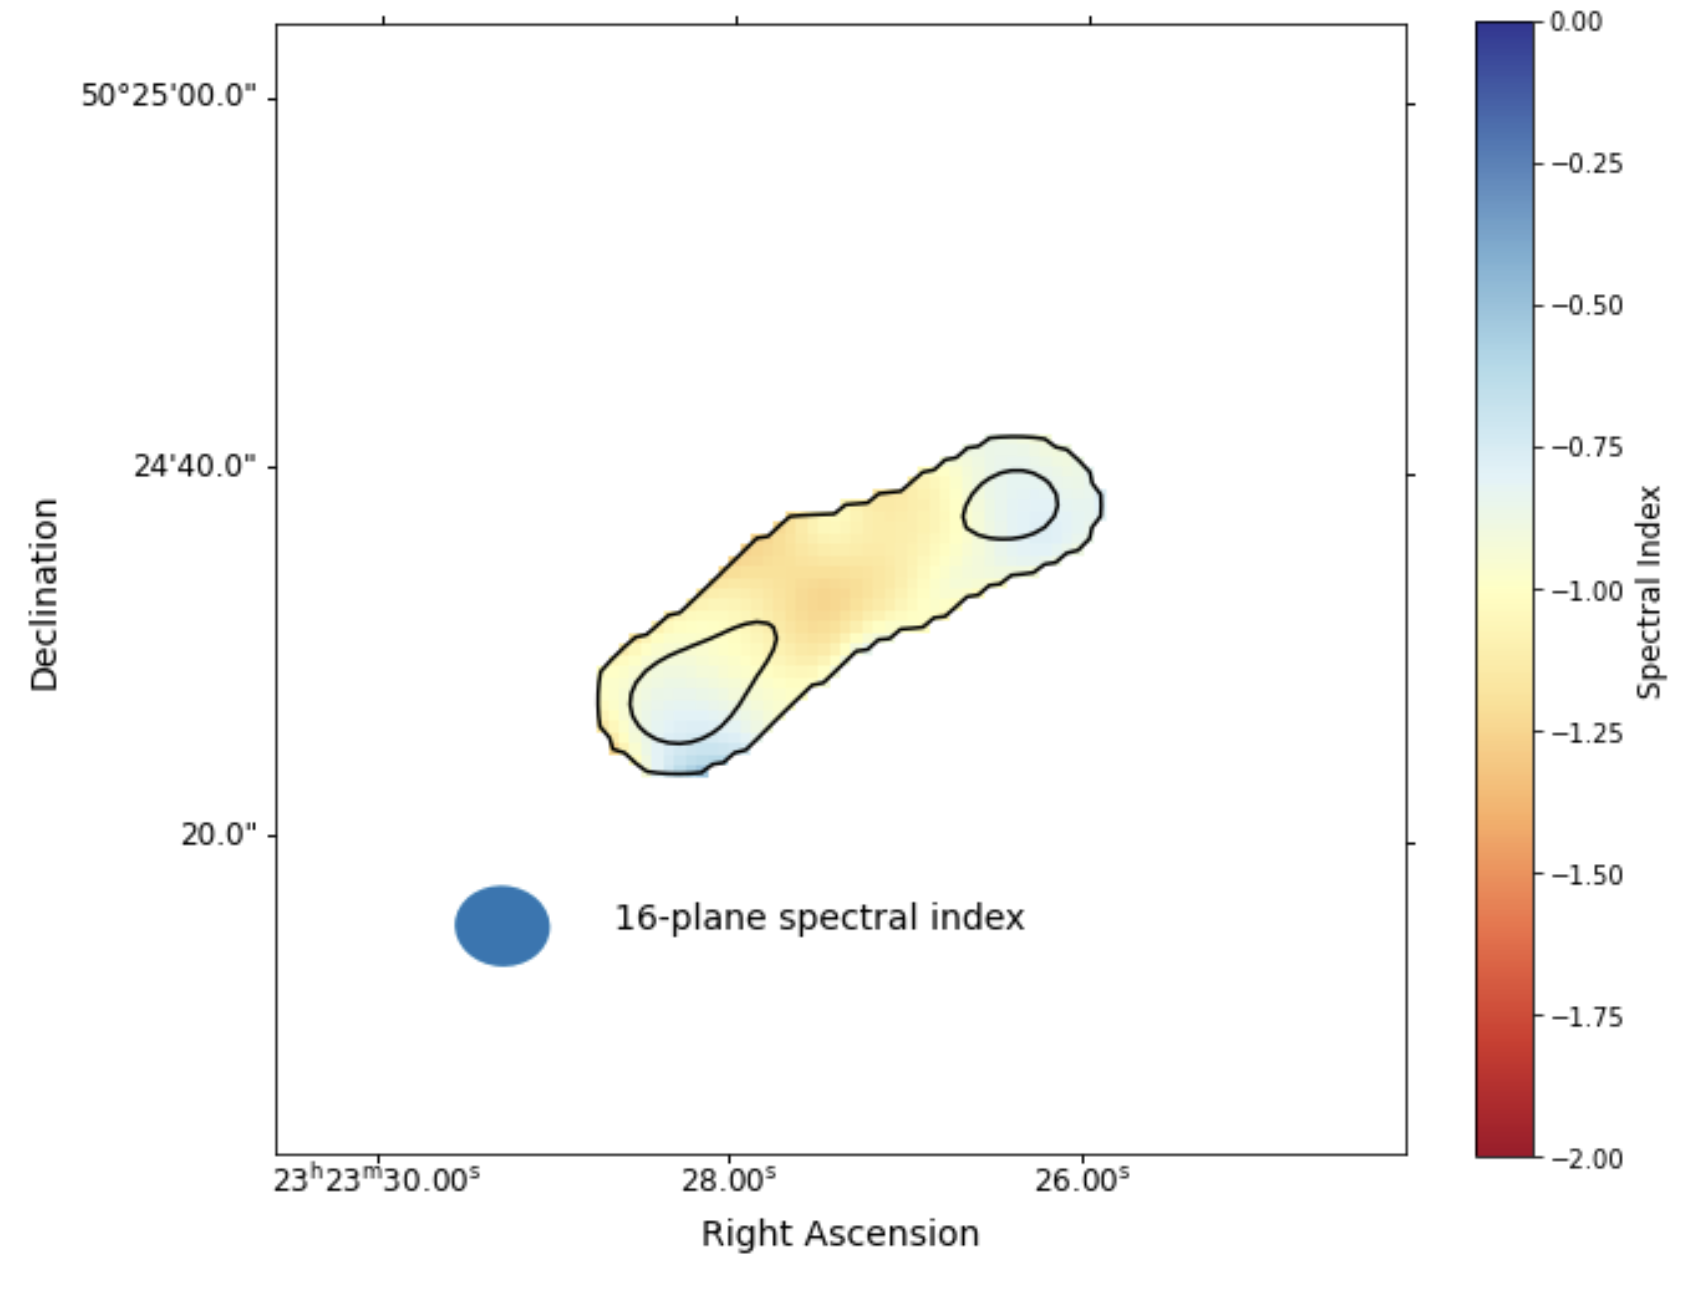 50°25'00.0"
24'40.0"
20.0"
Declination
16-plane spectral index
23ʰ23ᵐ30.00ˢ 28.00ˢ 26.00ˢ
Right Ascension
0.00
−0.25
−0.50
−0.75
−1.00
−1.25
−1.50
−1.75
−2.00
Spectral Index